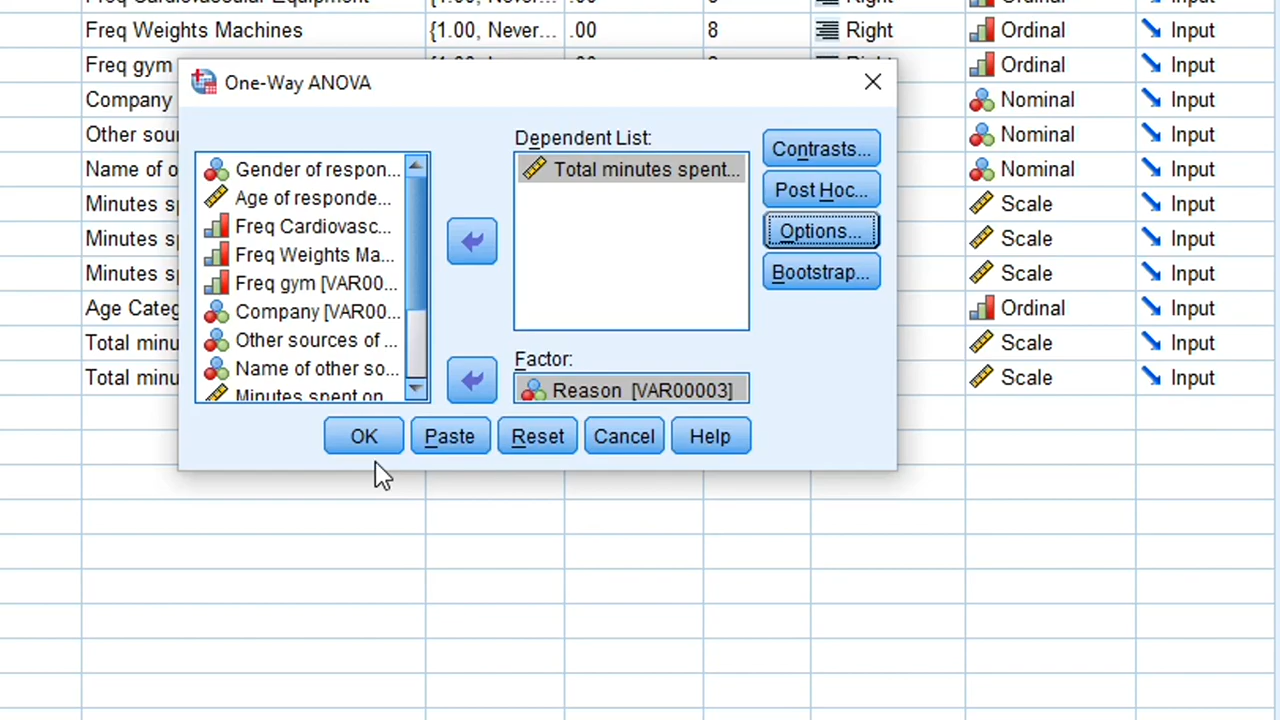 Freq Weights Machines {1.00, Never... .00 8 Right Ordinal Input
Freq gym Ordinal Input
One-Way ANOVA
Company Nominal Input
Other sour Nominal Input
Name of o Nominal Input
Minutes sp Scale Input
Minutes sp Scale Input
Minutes sp Scale Input
Age Categ Ordinal Input
Total minu Scale Input
Total minu Scale Input
Gender of respon...
Age of responde...
Freq Cardiovasc...
Freq Weights Ma...
Freq gym [VAR00...
Company [VAR00...
Other sources of ...
Name of other so...
Minutes spent on
Dependent List:
Total minutes spent...
Factor:
Reason [VAR00003]
Contrasts...
Post Hoc...
Options...
Bootstrap...
OK Paste Reset Cancel Help